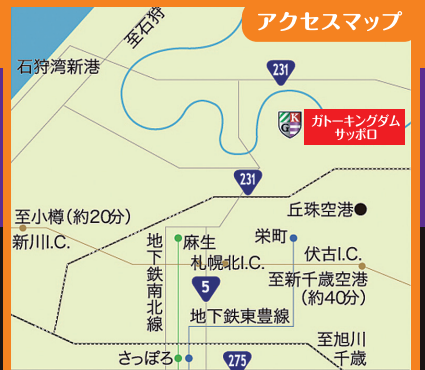 アクセスマップ
至石狩
石狩湾新港
231
KG
ガトーキングダム
サッポロ
231
丘珠空港
至小樽（約20分）
新川I.C.
地下鉄南北線
麻生
栄町
札幌北I.C.
伏古I.C.
至新千歳空港
（約40分）
5
地下鉄東豊線
至旭川
千歳
さっぽろ
275